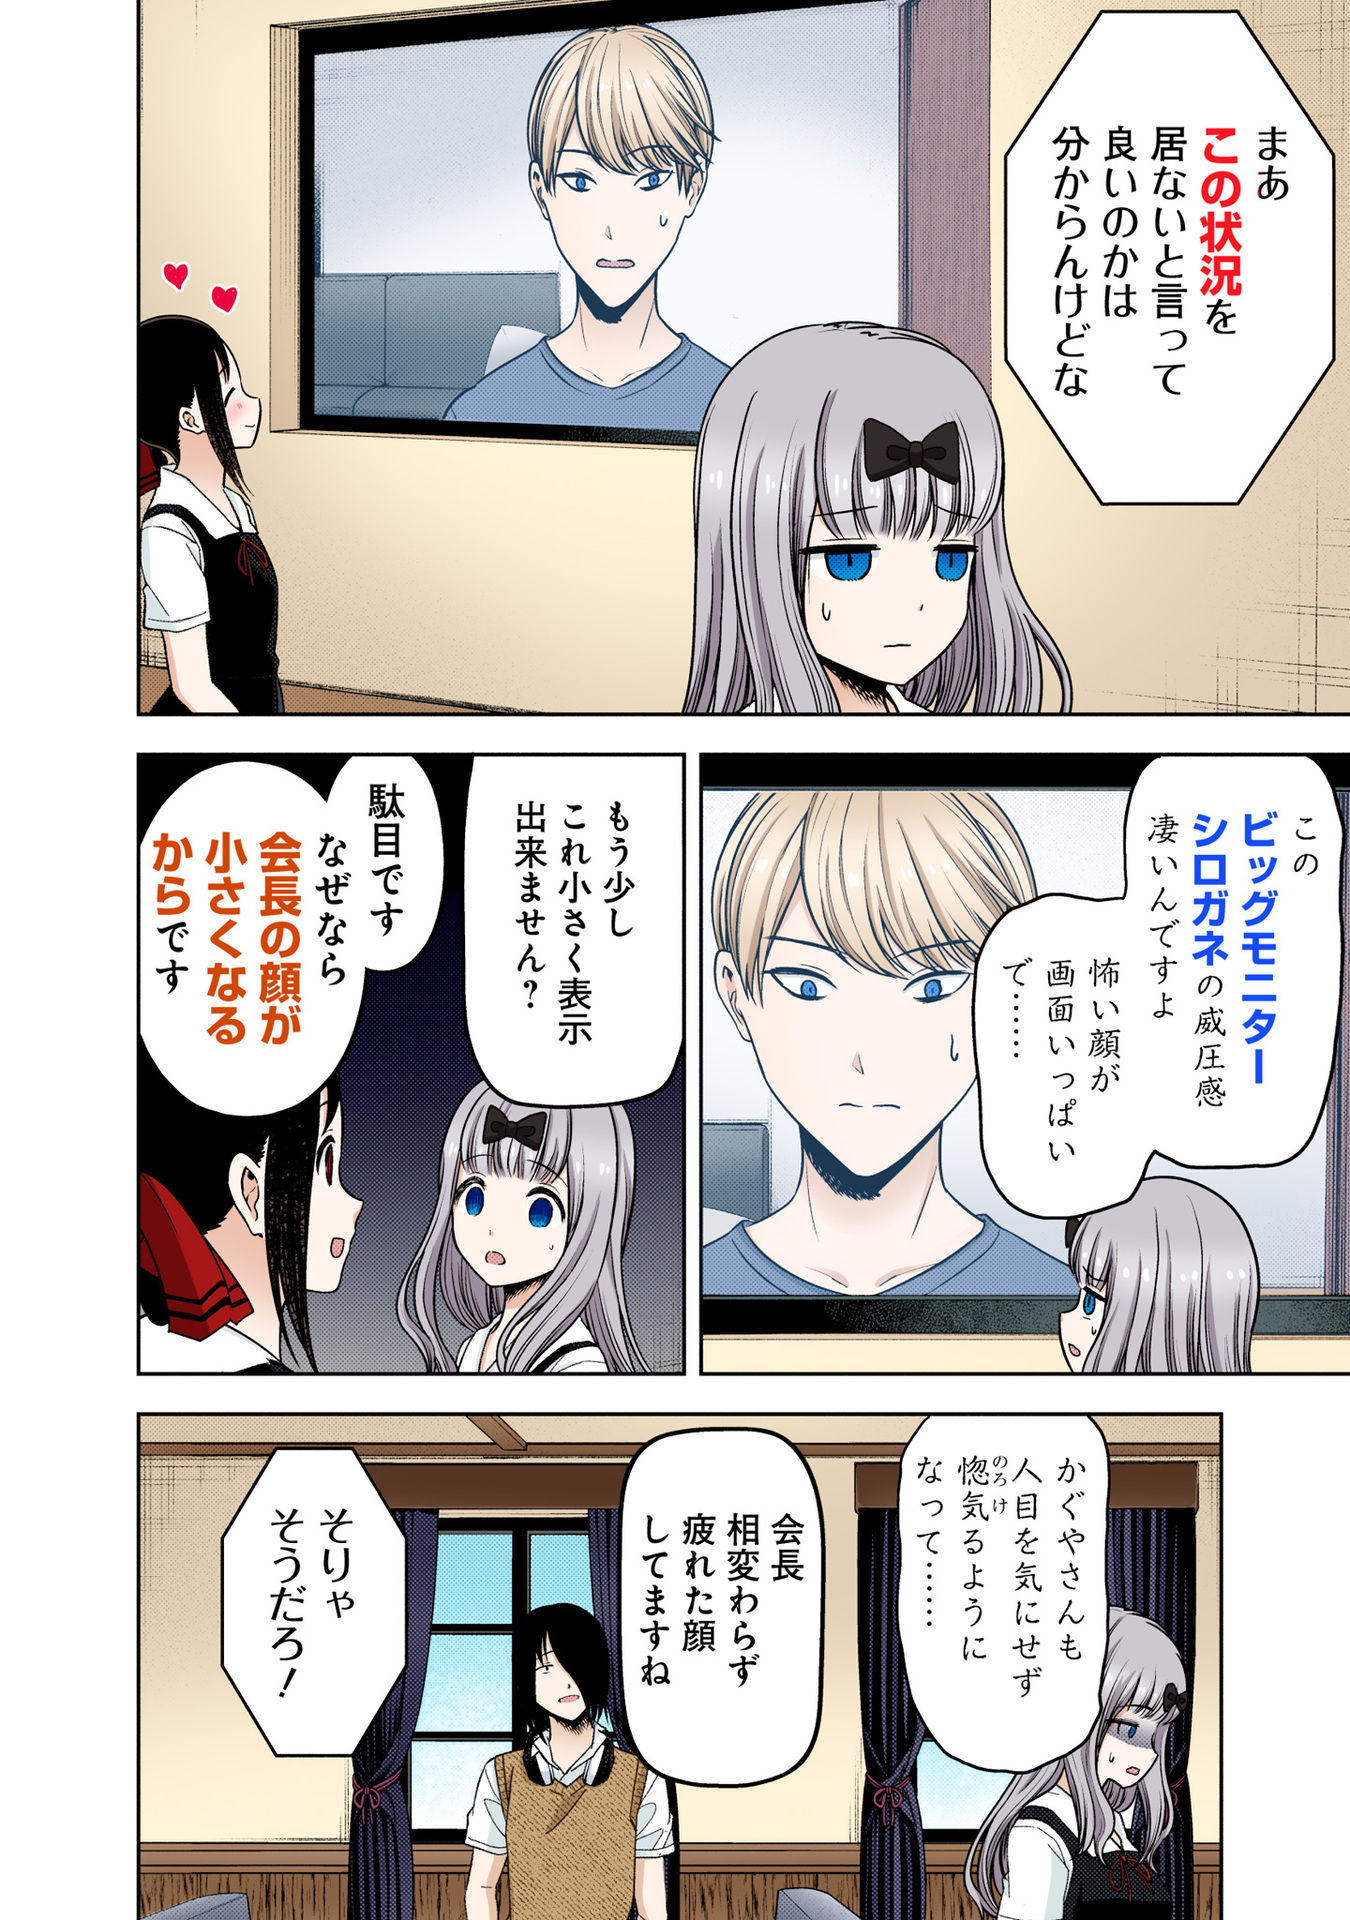 まあ
この状況を
居ないと言って
良いのかは
分からんけどな
この
ビッグモニター
シロガネの威圧感
凄いんですよ
怖い顔が
画面いっぱい
で……
もう少し
これ小さく表示
出来ません？
駄目です
なぜなら
会長の顔が
小さくなる
からです
かぐやさんも
人目を気にせず
惚気るように
のろけ
なって……
会長
相変わらず
疲れた顔
してますね
そりゃ
そうだろ！